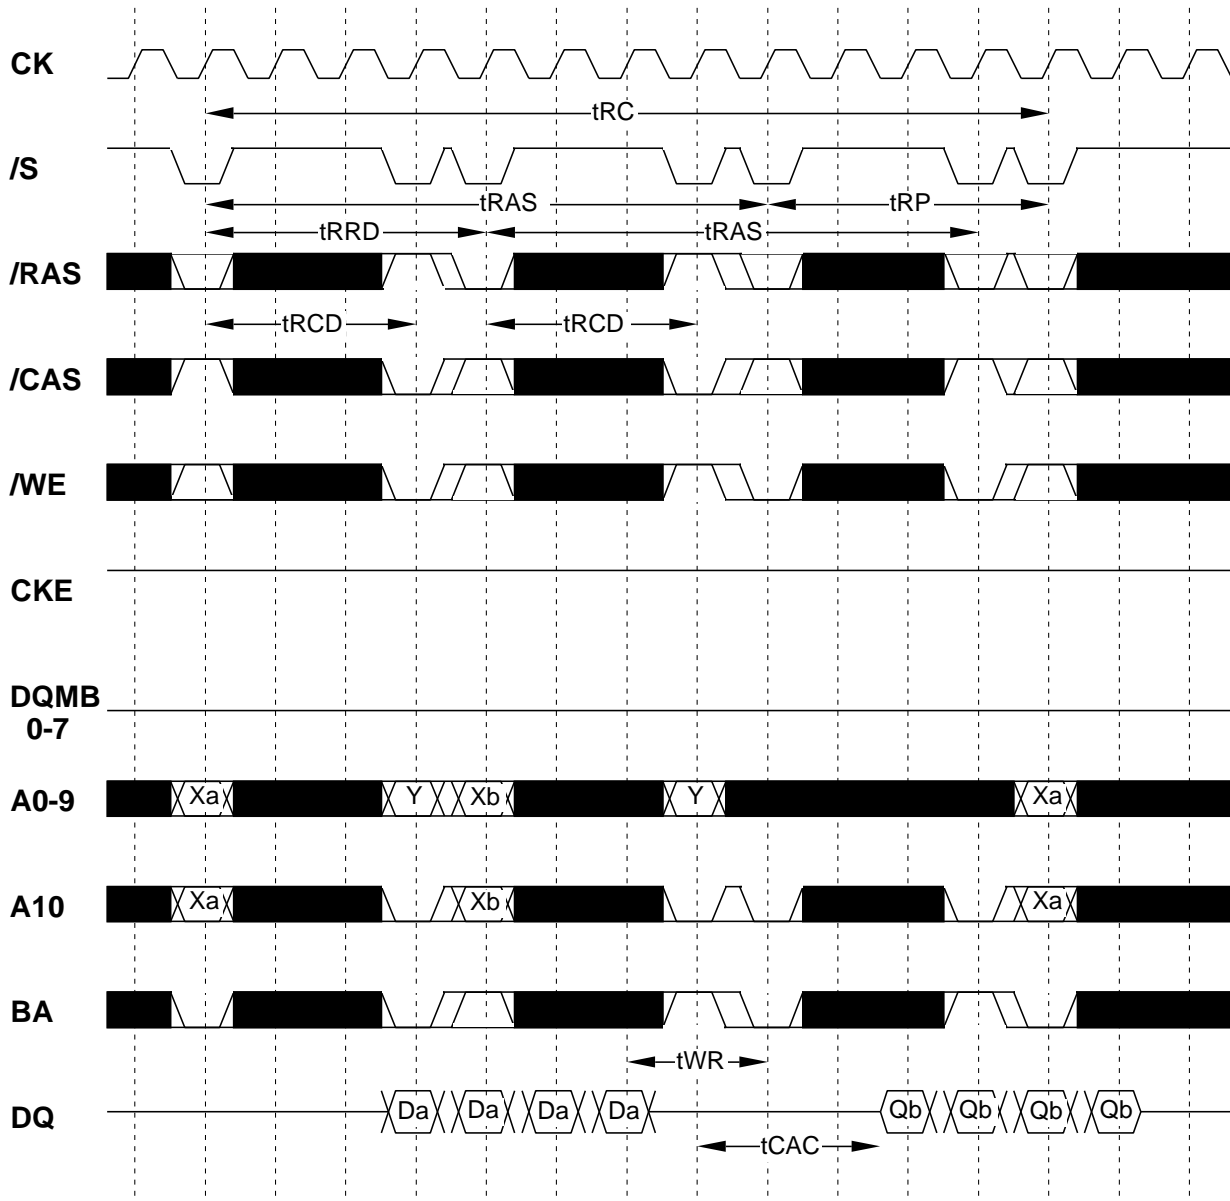 CK
tRC
/S
tRAS tRP
tRRD tRAS
/RAS
tRCD tRCD
/CAS
/WE
CKE
DQMB
0-7
A0-9 Xa Y Xb Y Xa
A10 Xa Xb Xa
BA
tWR
DQ Da Da Da Da Qb Qb Qb Qb
tCAC